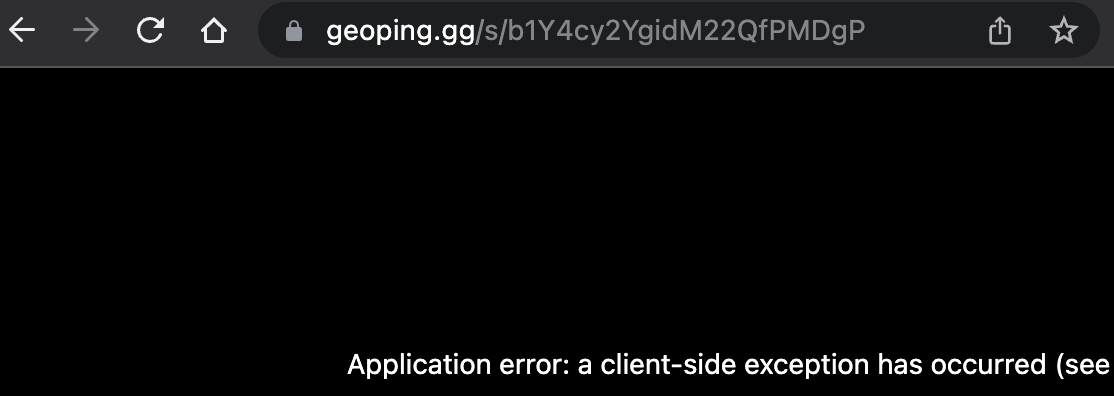 geoping.gg/s/b1Y4cy2YgidM22QfPMDgP
Application error: a client-side exception has occurred (see